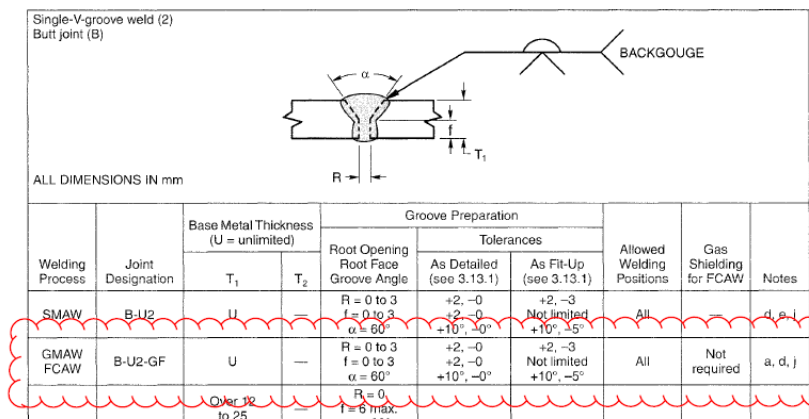 Single-V-groove weld (2)
Butt joint (B)
BACKGOUGE
α
f
T₁
R
ALL DIMENSIONS IN mm
Welding Process
Joint Designation
Base Metal Thickness (U = unlimited)
T₁
T₂
Groove Preparation
Root Opening
Root Face
Groove Angle
Tolerances
As Detailed (see 3.13.1)
As Fit-Up (see 3.13.1)
Allowed Welding Positions
Gas Shielding for FCAW
Notes
SMAW B-U2 U — R = 0 to 3 +2, –0 +2, –3 All — d, e, j
f = 0 to 3 +2, –0 Not limited
α = 60° +10°, –0° +10°, –5°
GMAW FCAW B-U2-GF U — R = 0 to 3 +2, –0 +2, –3 All Not required a, d, j
f = 0 to 3 +2, –0 Not limited
α = 60° +10°, –0° +10°, –5°
Over 12 to 25 — R = 0
f = 6 max.